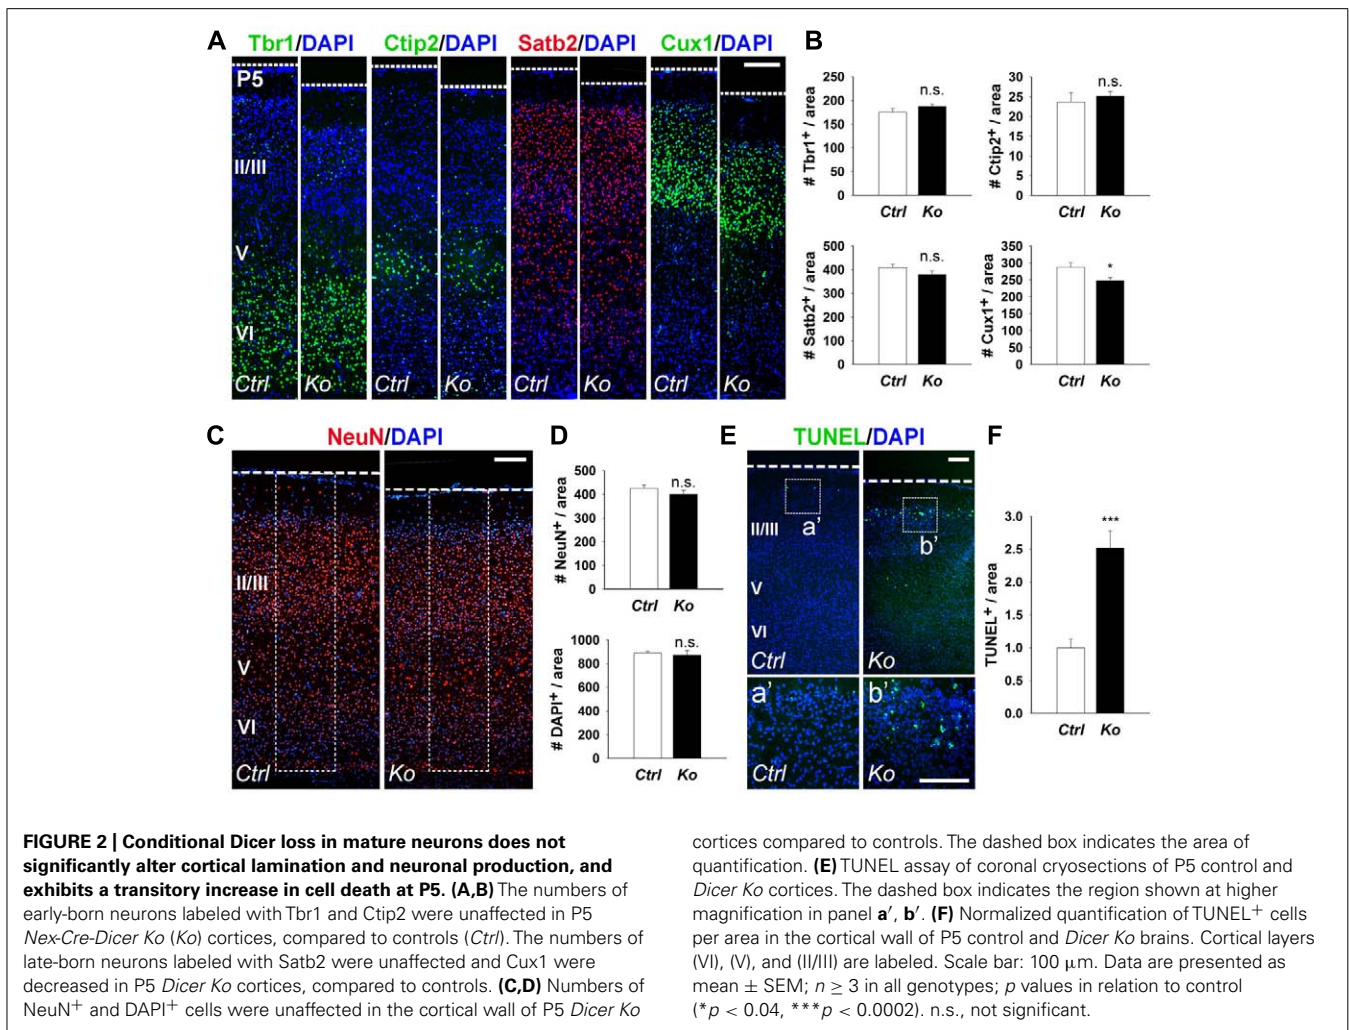 A
Tbr1/DAPI
Ctip2/DAPI
Satb2/DAPI
Cux1/DAPI
P5
II/III
V
VI
Ctrl
Ko
Ctrl
Ko
Ctrl
Ko
Ctrl
Ko
B
# Tbr1⁺ / area
250
200
150
100
50
0
n.s.
Ctrl
Ko
# Ctip2⁺ / area
30
25
20
15
10
5
0
n.s.
Ctrl
Ko
# Satb2⁺ / area
500
400
300
200
100
0
n.s.
Ctrl
Ko
# Cux1⁺ / area
350
300
250
200
150
100
50
0
*
Ctrl
Ko
C
NeuN/DAPI
II/III
V
VI
Ctrl
Ko
D
# NeuN⁺ / area
500
400
300
200
100
0
n.s.
Ctrl
Ko
# DAPI⁺ / area
1000
800
600
400
200
0
n.s.
Ctrl
Ko
E
TUNEL/DAPI
a'
b'
II/III
V
VI
Ctrl
Ko
a'
b'
Ctrl
Ko
F
TUNEL⁺ / area
3.0
2.5
2.0
1.5
1.0
0.5
0.0
***
Ctrl
Ko
FIGURE 2 | Conditional Dicer loss in mature neurons does not
significantly alter cortical lamination and neuronal production, and
exhibits a transitory increase in cell death at P5. (A,B) The numbers of
early-born neurons labeled with Tbr1 and Ctip2 were unaffected in P5
Nex-Cre-Dicer Ko (Ko) cortices, compared to controls (Ctrl). The numbers of
late-born neurons labeled with Satb2 were unaffected and Cux1 were
decreased in P5 Dicer Ko cortices, compared to controls. (C,D) Numbers of
NeuN⁺ and DAPI⁺ cells were unaffected in the cortical wall of P5 Dicer Ko
cortices compared to controls. The dashed box indicates the area of
quantification. (E) TUNEL assay of coronal cryosections of P5 control and
Dicer Ko cortices. The dashed box indicates the region shown at higher
magnification in panel a′, b′. (F) Normalized quantification of TUNEL⁺ cells
per area in the cortical wall of P5 control and Dicer Ko brains. Cortical layers
(VI), (V), and (II/III) are labeled. Scale bar: 100 μm. Data are presented as
mean ± SEM; n ≥ 3 in all genotypes; p values in relation to control
(*p < 0.04, ***p < 0.0002). n.s., not significant.